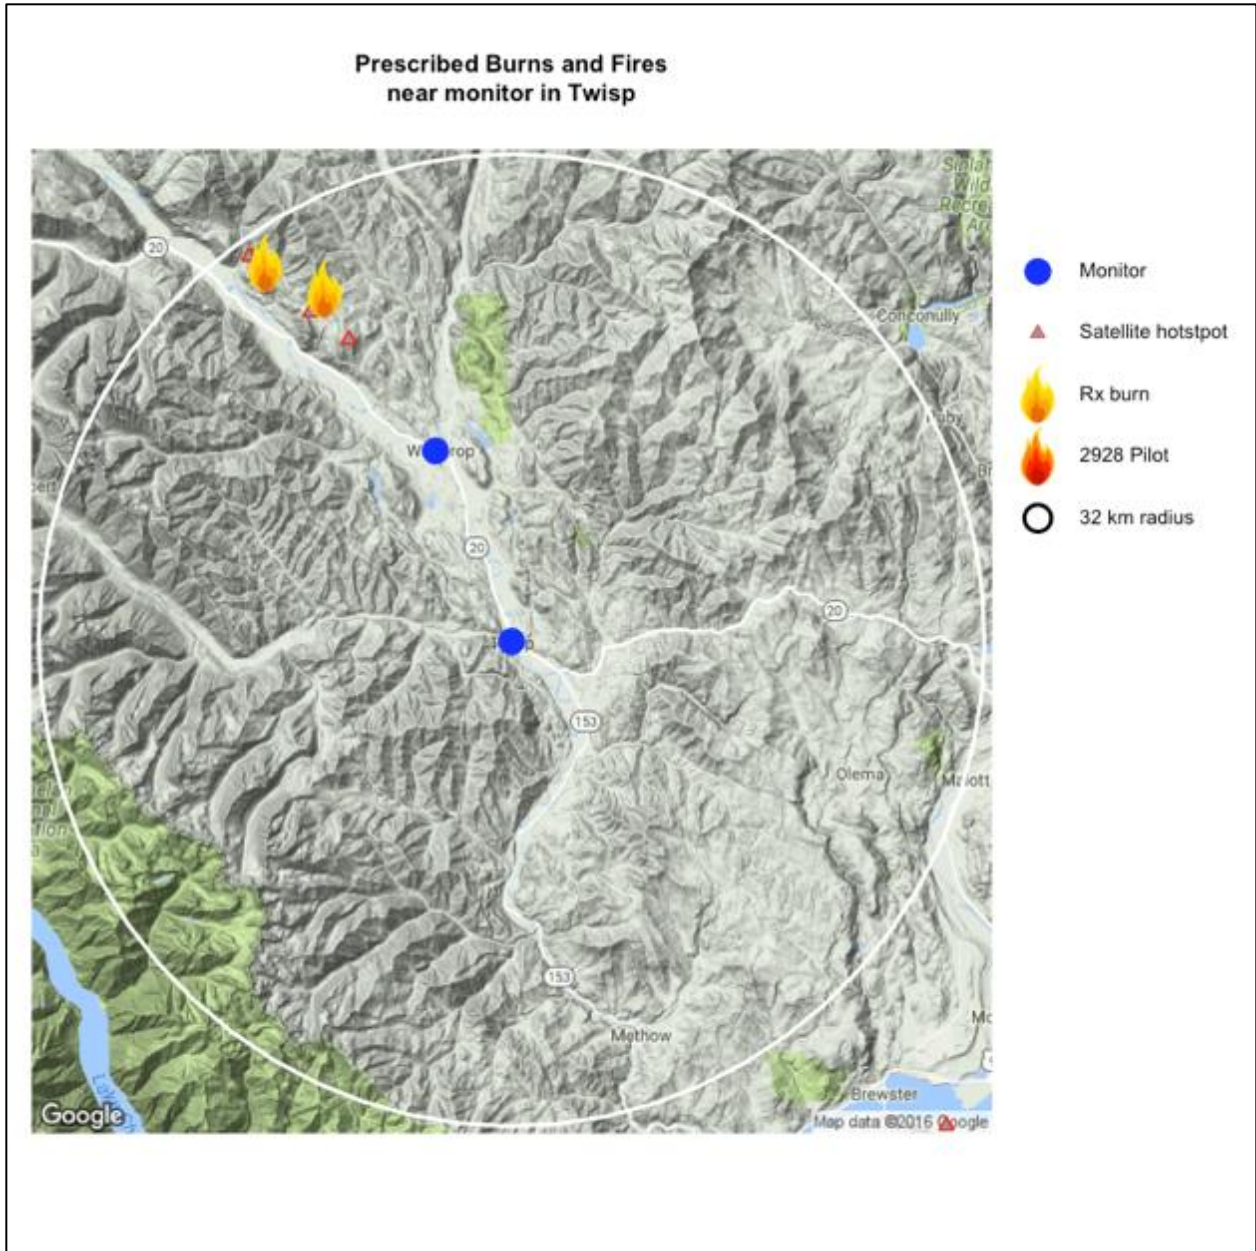 Prescribed Burns and Fires
near monitor in Twisp
20
Conconully
Monitor
Satellite hotstpot
Rx burn
2928 Pilot
32 km radius
20
20
153
Olema
153
Methow
Brewster
Google
Map data ©2016 Google